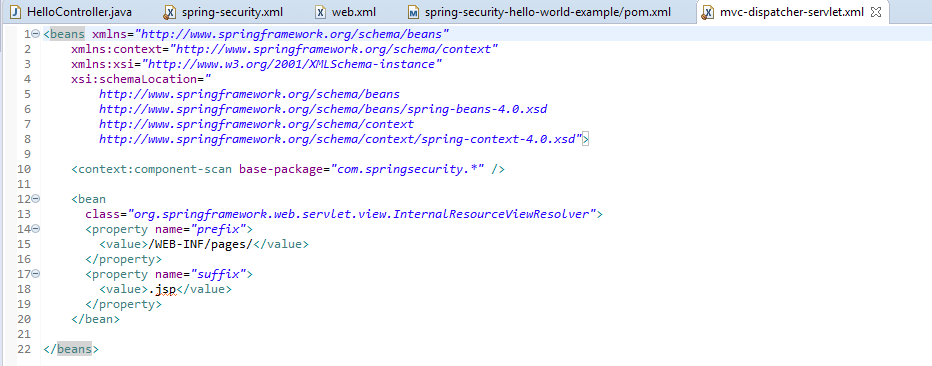 HelloController.java spring-security.xml web.xml spring-security-hello-world-example/pom.xml mvc-dispatcher-servlet.xml
1 <beans xmlns="http://www.springframework.org/schema/beans"
2 xmlns:context="http://www.springframework.org/schema/context"
3 xmlns:xsi="http://www.w3.org/2001/XMLSchema-instance"
4 xsi:schemaLocation="
5 http://www.springframework.org/schema/beans
6 http://www.springframework.org/schema/beans/spring-beans-4.0.xsd
7 http://www.springframework.org/schema/context
8 http://www.springframework.org/schema/context/spring-context-4.0.xsd">
9
10 <context:component-scan base-package="com.springsecurity.*" />
11
12 <bean
13 class="org.springframework.web.servlet.view.InternalResourceViewResolver">
14 <property name="prefix">
15 <value>/WEB-INF/pages/</value>
16 </property>
17 <property name="suffix">
18 <value>.jsp</value>
19 </property>
20 </bean>
21
22 </beans>